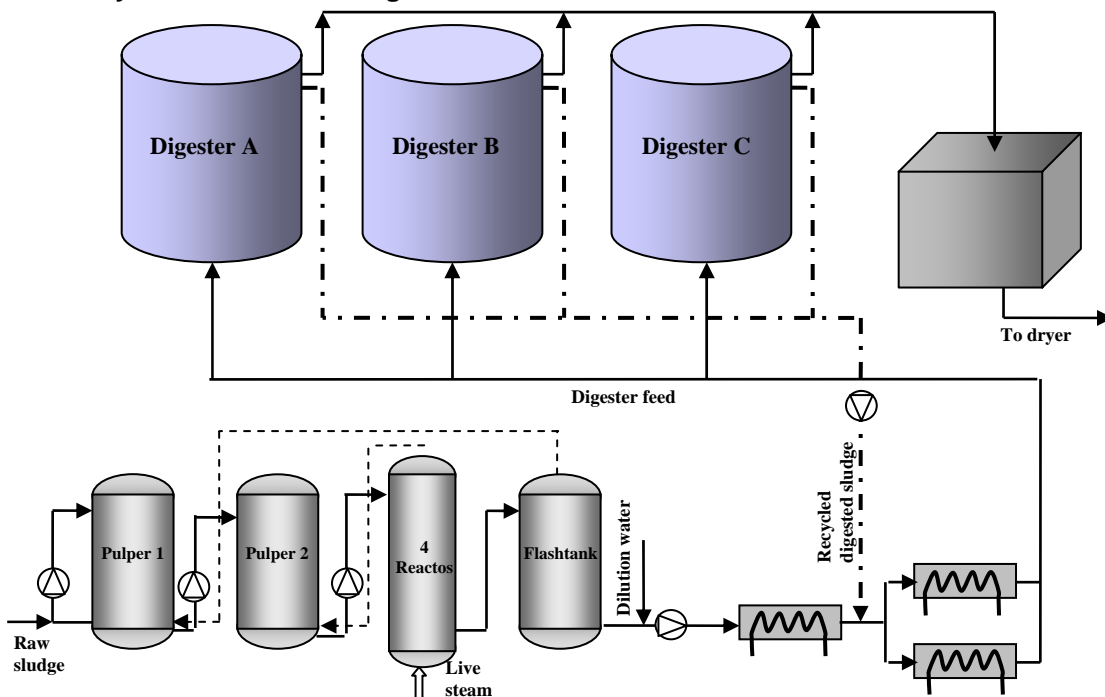 Digester A
Digester B
Digester C
To dryer
Digester feed
Recycled
digested sludge
Dilution water
Pulper 1
Pulper 2
4
Reactos
Flashtank
Raw
sludge
Live
steam